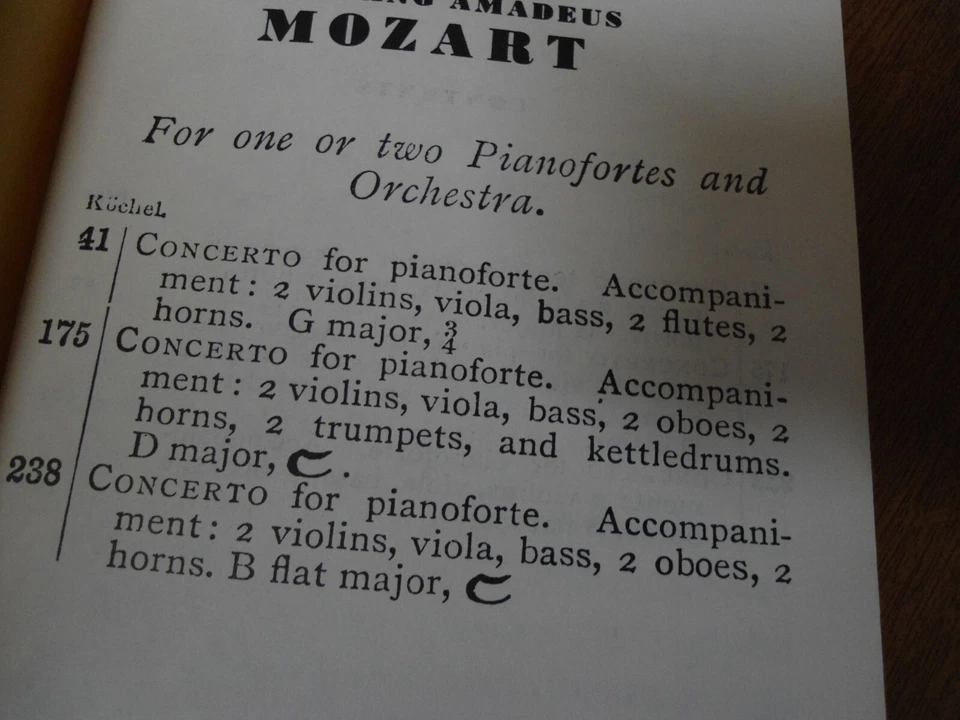 AMADEUS
MOZART
For one or two Pianofortes and
Orchestra.
Küchel
41 CONCERTO for pianoforte. Accompani-
ment: 2 violins, viola, bass, 2 flutes, 2
horns. G major, 3/4
175 CONCERTO for pianoforte. Accompani-
ment: 2 violins, viola, bass, 2 oboes, 2
horns, 2 trumpets, and kettledrums.
D major, C.
238 CONCERTO for pianoforte. Accompani-
ment: 2 violins, viola, bass, 2 oboes, 2
horns. B flat major, C